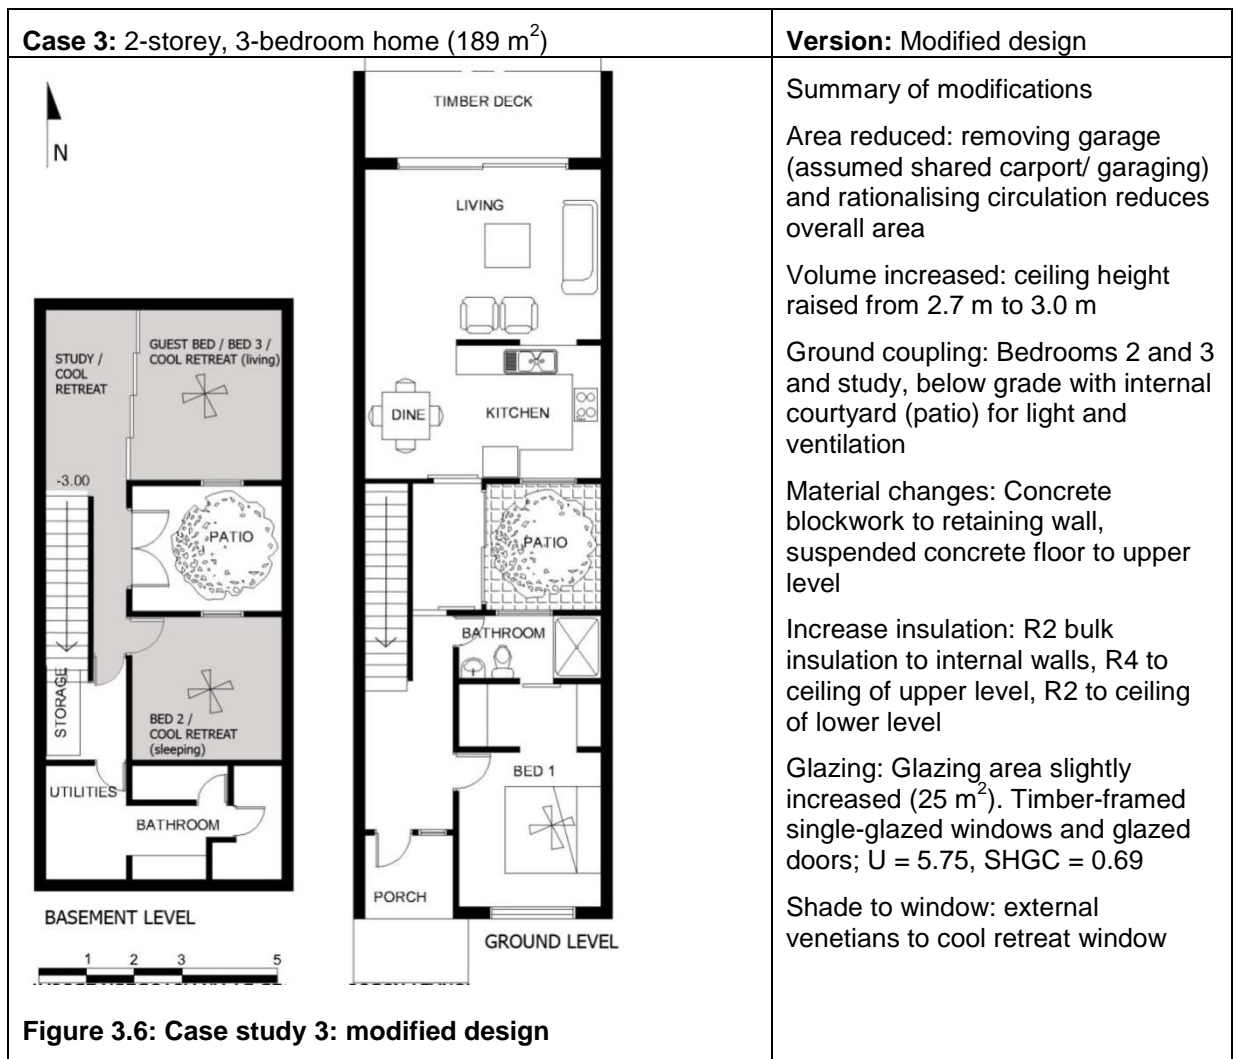 Case 3: 2-storey, 3-bedroom home (189 m2)
Version: Modified design
N
TIMBER DECK
LIVING
DINE
KITCHEN
PATIO
BATHROOM
BED 1
PORCH
GROUND LEVEL
STUDY /
COOL
RETREAT
GUEST BED / BED 3 /
COOL RETREAT (living)
-3.00
PATIO
STORAGE
BED 2 /
COOL RETREAT
(sleeping)
UTILITIES
BATHROOM
BASEMENT LEVEL
1 2 3 5
Figure 3.6: Case study 3: modified design
Summary of modifications
Area reduced: removing garage
(assumed shared carport/ garaging)
and rationalising circulation reduces
overall area
Volume increased: ceiling height
raised from 2.7 m to 3.0 m
Ground coupling: Bedrooms 2 and 3
and study, below grade with internal
courtyard (patio) for light and
ventilation
Material changes: Concrete
blockwork to retaining wall,
suspended concrete floor to upper
level
Increase insulation: R2 bulk
insulation to internal walls, R4 to
ceiling of upper level, R2 to ceiling
of lower level
Glazing: Glazing area slightly
increased (25 m2). Timber-framed
single-glazed windows and glazed
doors; U = 5.75, SHGC = 0.69
Shade to window: external
venetians to cool retreat window